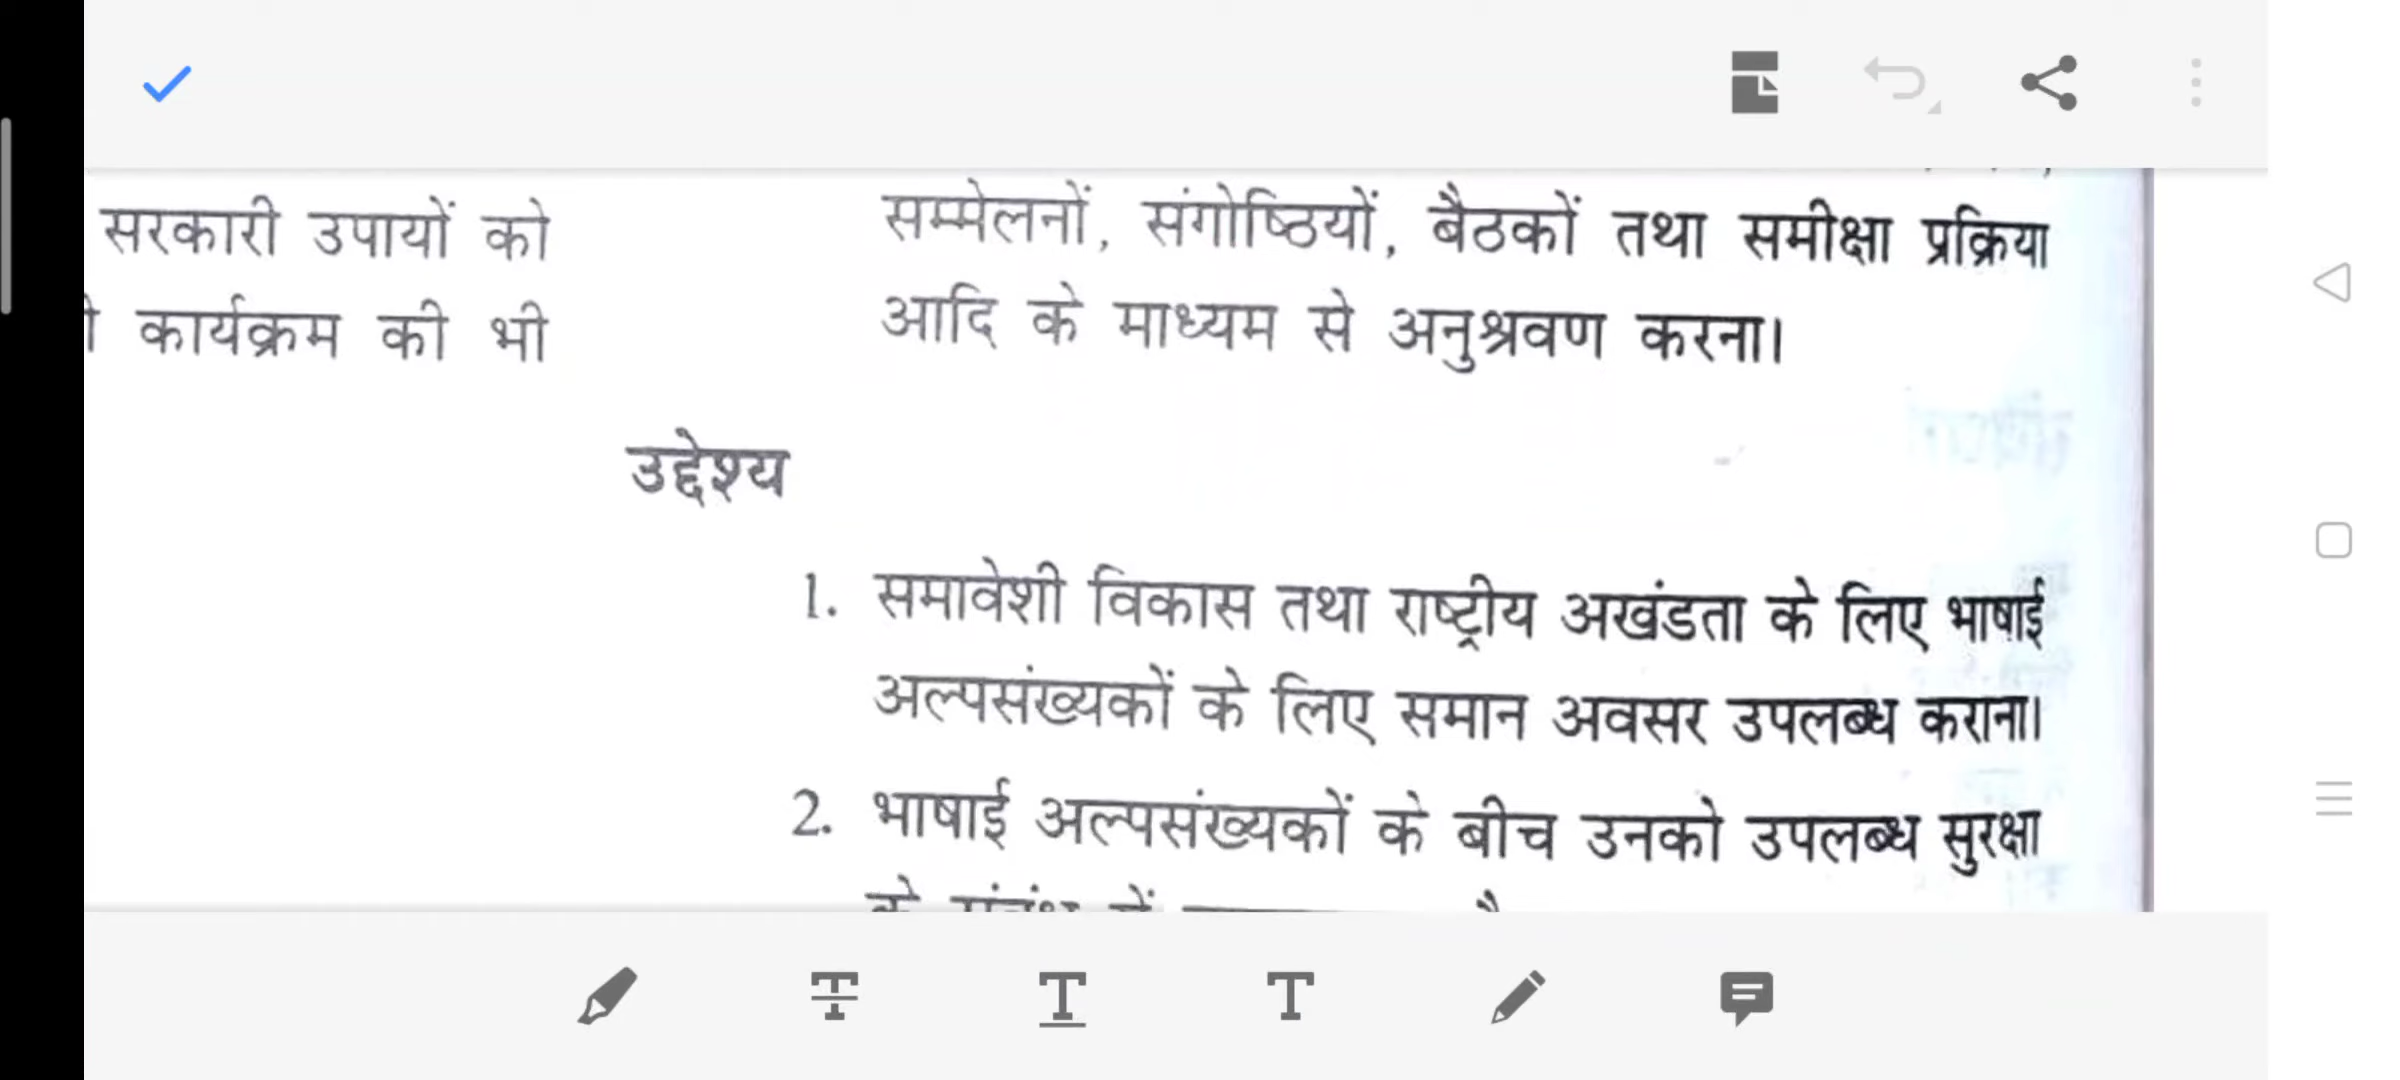 सरकारी उपायों को
कार्यक्रम की भी
सम्मेलनों, संगोष्ठियों, बैठकों तथा समीक्षा प्रक्रिया
आदि के माध्यम से अनुश्रवण करना।
उद्देश्य
1. समावेशी विकास तथा राष्ट्रीय अखंडता के लिए भाषाई
अल्पसंख्यकों के लिए समान अवसर उपलब्ध कराना।
2. भाषाई अल्पसंख्यकों के बीच उनको उपलब्ध सुरक्षा